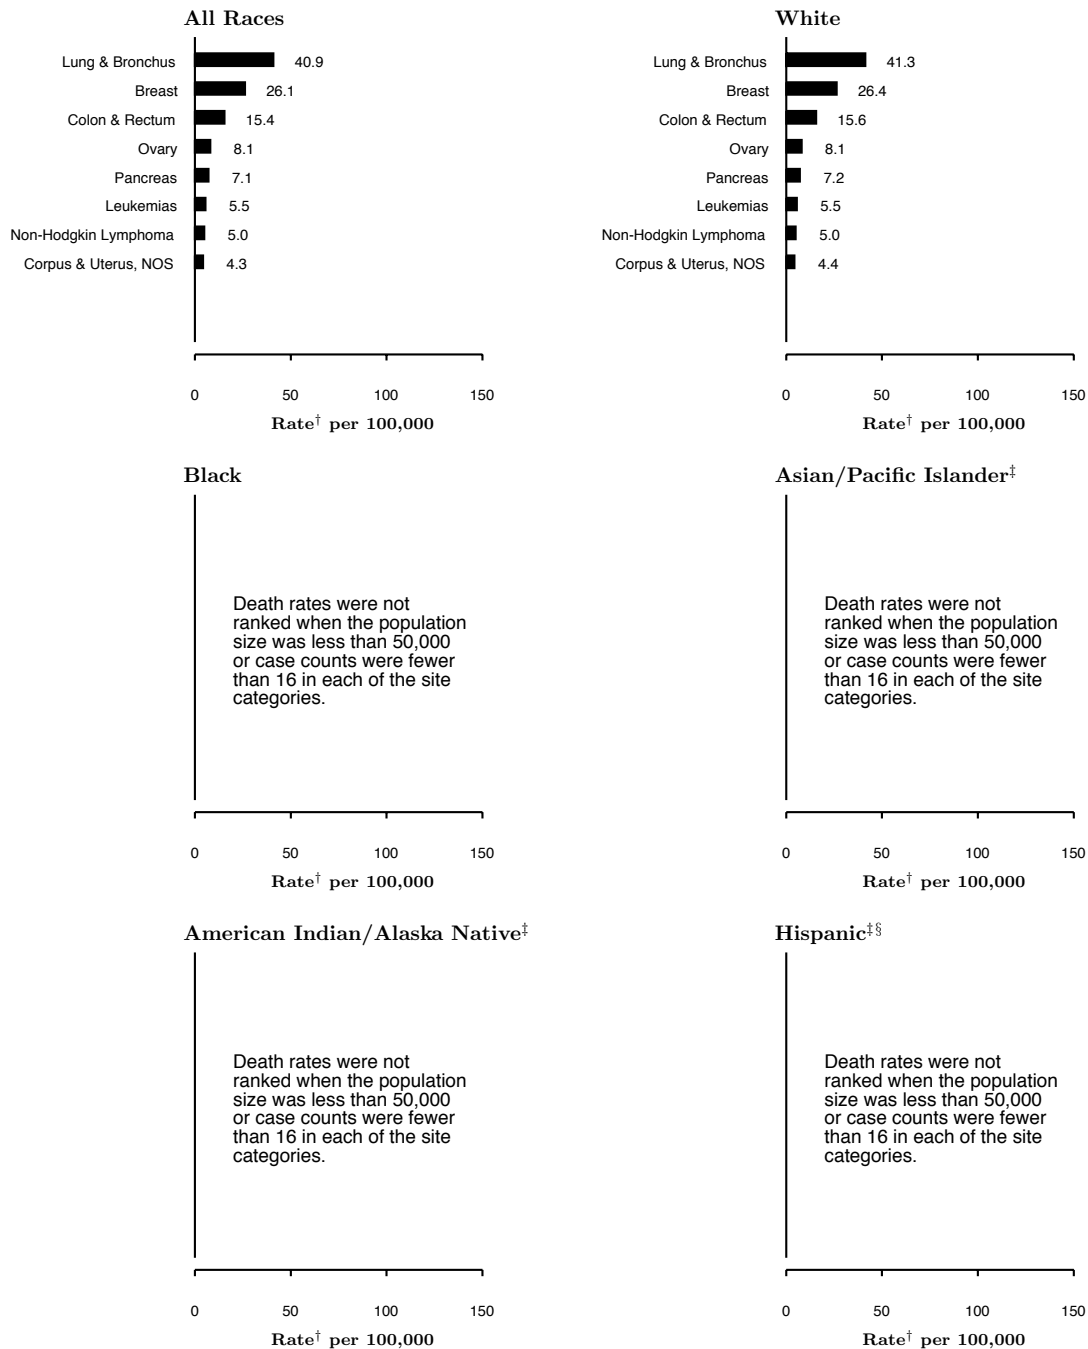 All Races
Lung & Bronchus 40.9
Breast 26.1
Colon & Rectum 15.4
Ovary 8.1
Pancreas 7.1
Leukemias 5.5
Non-Hodgkin Lymphoma 5.0
Corpus & Uterus, NOS 4.3
0 50 100 150
Rate† per 100,000
White
Lung & Bronchus 41.3
Breast 26.4
Colon & Rectum 15.6
Ovary 8.1
Pancreas 7.2
Leukemias 5.5
Non-Hodgkin Lymphoma 5.0
Corpus & Uterus, NOS 4.4
0 50 100 150
Rate† per 100,000
Black
Death rates were not
ranked when the population
size was less than 50,000
or case counts were fewer
than 16 in each of the site
categories.
0 50 100 150
Rate† per 100,000
Asian/Pacific Islander‡
Death rates were not
ranked when the population
size was less than 50,000
or case counts were fewer
than 16 in each of the site
categories.
0 50 100 150
Rate† per 100,000
American Indian/Alaska Native‡
Death rates were not
ranked when the population
size was less than 50,000
or case counts were fewer
than 16 in each of the site
categories.
0 50 100 150
Rate† per 100,000
Hispanic‡§
Death rates were not
ranked when the population
size was less than 50,000
or case counts were fewer
than 16 in each of the site
categories.
0 50 100 150
Rate† per 100,000